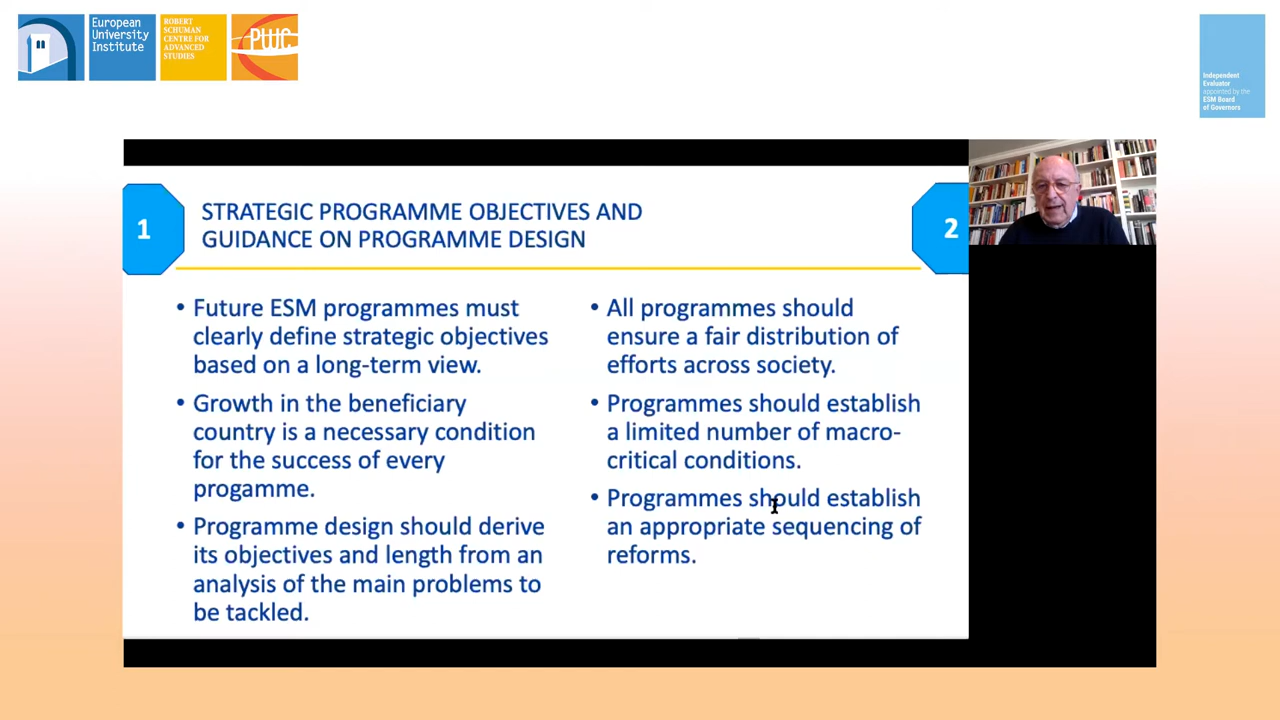 European
University
Institute
ROBERT
SCHUMAN
CENTRE FOR
ADVANCED
STUDIES
PWC
Independent
Evaluator
appointed by the
ESM Board
of Governors
1
STRATEGIC PROGRAMME OBJECTIVES AND
GUIDANCE ON PROGRAMME DESIGN
2
• Future ESM programmes must
clearly define strategic objectives
based on a long-term view.
• Growth in the beneficiary
country is a necessary condition
for the success of every
progamme.
• Programme design should derive
its objectives and length from an
analysis of the main problems to
be tackled.
• All programmes should
ensure a fair distribution of
efforts across society.
• Programmes should establish
a limited number of macro-
critical conditions.
• Programmes should establish
an appropriate sequencing of
reforms.